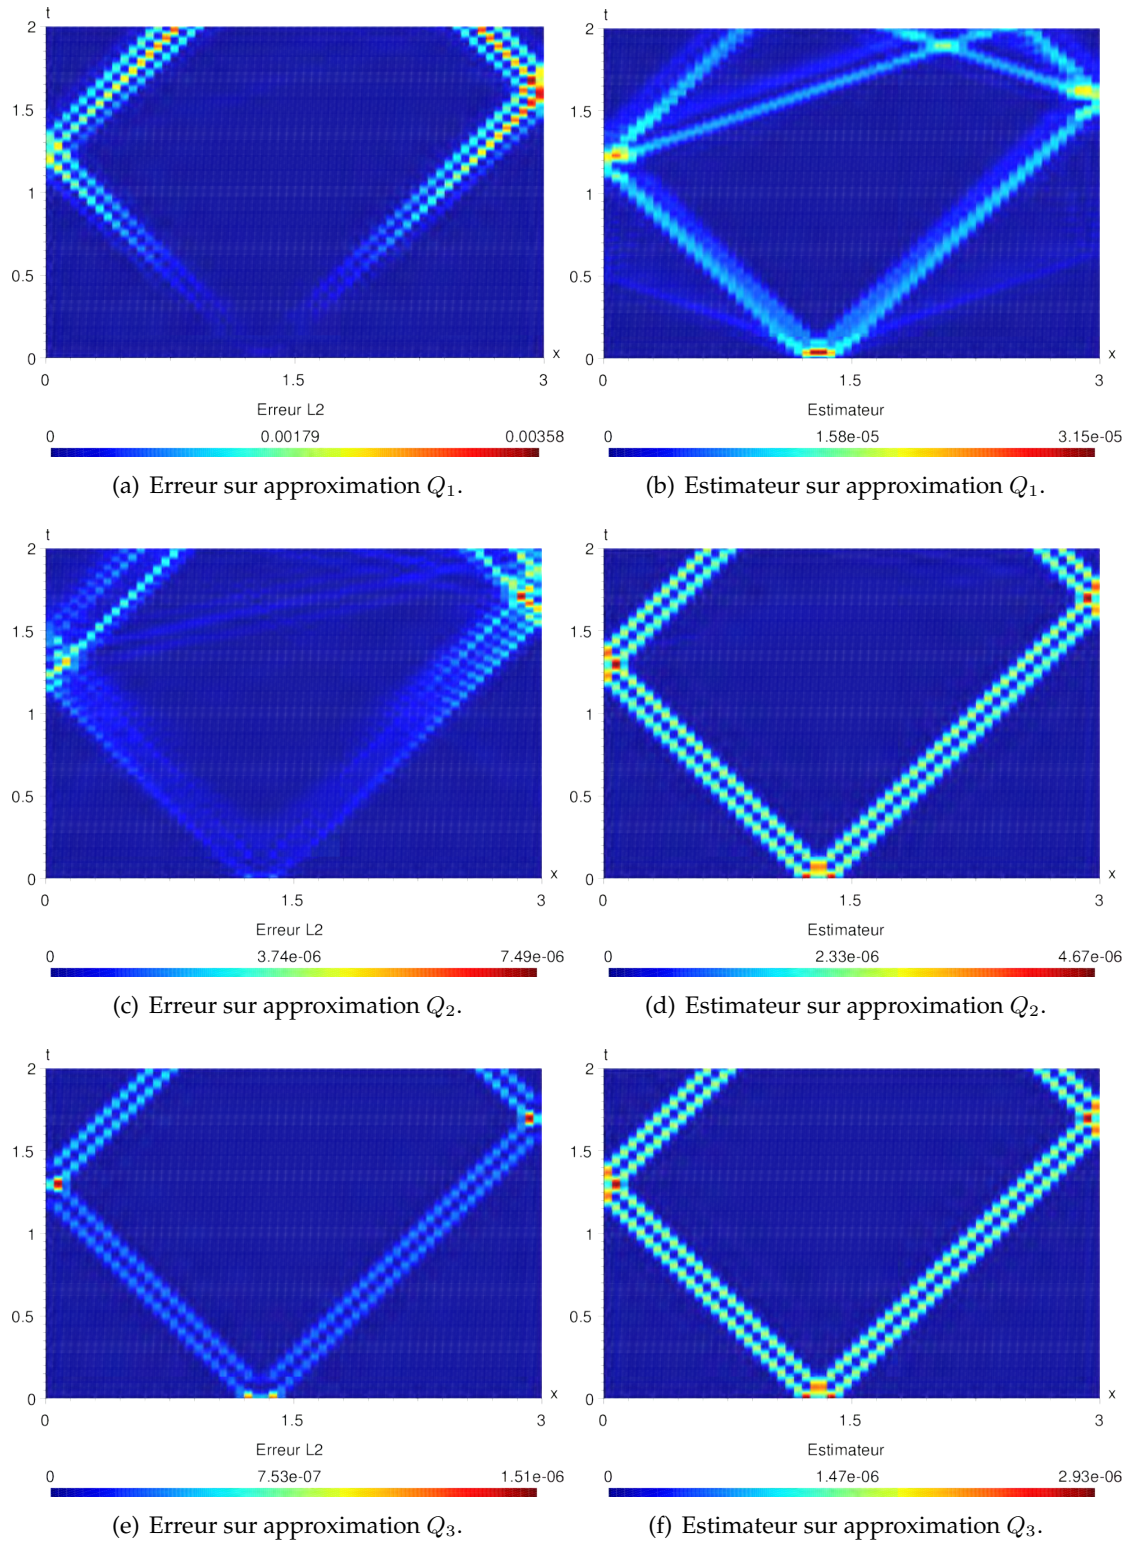 t
2
1.5
1
0.5
0
0 1.5 3 x
Erreur L2
0 0.00179 0.00358
(a) Erreur sur approximation Q1.
t
2
1.5
1
0.5
0
0 1.5 3 x
Estimateur
0 1.58e-05 3.15e-05
(b) Estimateur sur approximation Q1.
t
2
1.5
1
0.5
0
0 1.5 3 x
Erreur L2
0 3.74e-06 7.49e-06
(c) Erreur sur approximation Q2.
t
2
1.5
1
0.5
0
0 1.5 3 x
Estimateur
0 2.33e-06 4.67e-06
(d) Estimateur sur approximation Q2.
t
2
1.5
1
0.5
0
0 1.5 3 x
Erreur L2
0 7.53e-07 1.51e-06
(e) Erreur sur approximation Q3.
t
2
1.5
1
0.5
0
0 1.5 3 x
Estimateur
0 1.47e-06 2.93e-06
(f) Estimateur sur approximation Q3.